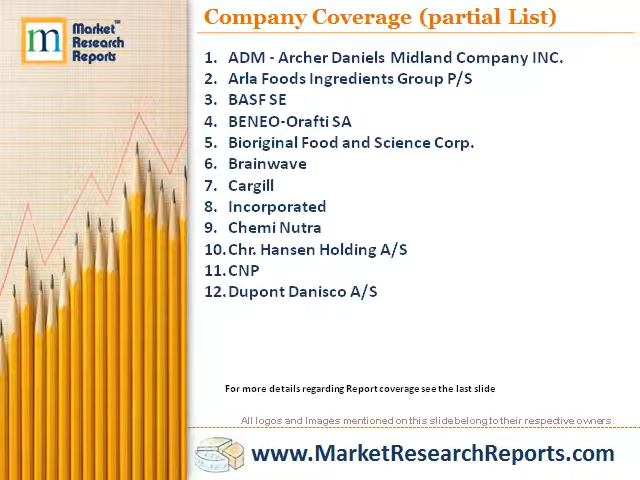 Company Coverage (partial List)
m
Market
Research
Reports
TM
1. ADM - Archer Daniels Midland Company INC.
2. Arla Foods Ingredients Group P/S
3. BASF SE
4. BENEO-Orafti SA
5. Bioriginal Food and Science Corp.
6. Brainwave
7. Cargill
8. Incorporated
9. Chemi Nutra
10. Chr. Hansen Holding A/S
11. CNP
12. Dupont Danisco A/S
For more details regarding Report coverage see the last slide
All logos and Images mentioned on this slide belong to their respective owners.
www.MarketResearchReports.com